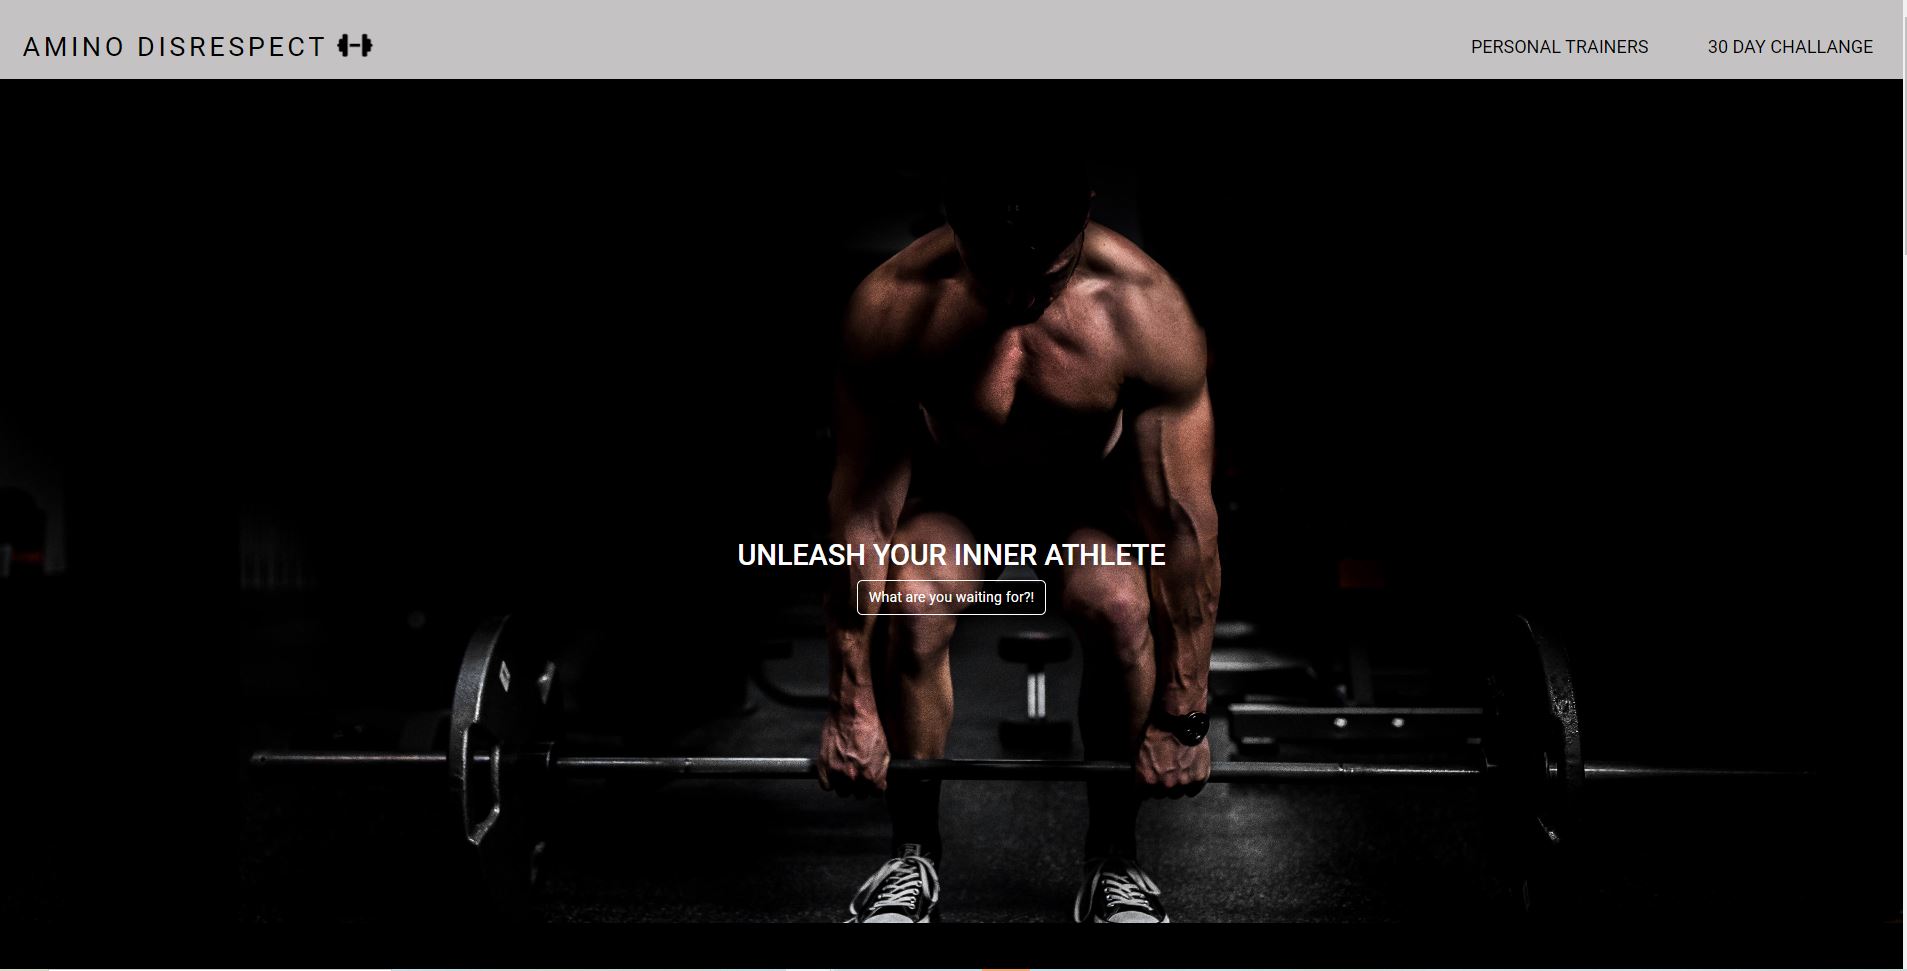 AMINO DISRESPECT
PERSONAL TRAINERS
30 DAY CHALLANGE
UNLEASH YOUR INNER ATHLETE
What are you waiting for?!